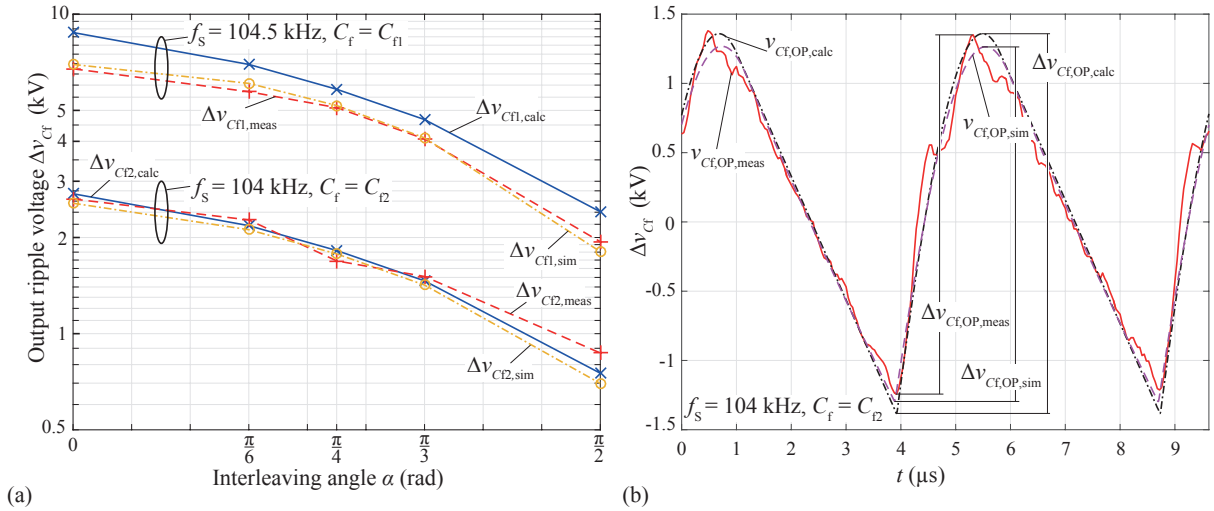 10
f_S = 104.5 kHz, C_f = C_f1
7
5
Δv_Cf1,meas
Δv_Cf1,calc
4
3
Δv_Cf2,calc
f_S = 104 kHz, C_f = C_f2
2
Δv_Cf1,sim
Δv_Cf2,meas
1
Δv_Cf2,sim
0.7
0.5
Output ripple voltage Δv_Cf (kV)
0
π/6
π/4
π/3
π/2
Interleaving angle α (rad)
(a)
1.5
v_Cf,OP,calc
Δv_Cf,OP,calc
1
v_Cf,OP,sim
v_Cf,OP,meas
0.5
0
-0.5
Δv_Cf,OP,meas
-1
Δv_Cf,OP,sim
f_S = 104 kHz, C_f = C_f2
-1.5
Δv_Cf (kV)
0 1 2 3 4 5 6 7 8 9
t (µs)
(b)